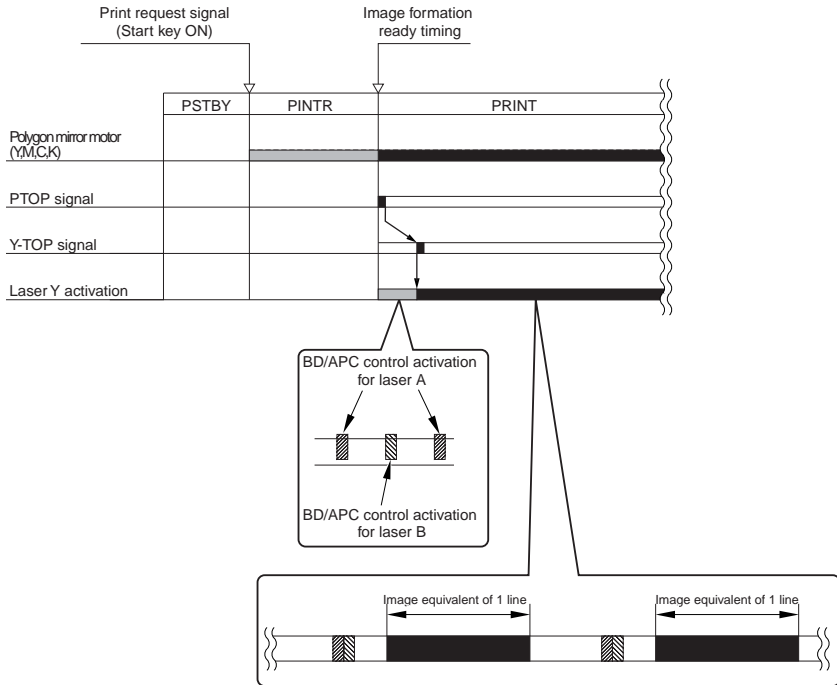 Print request signal
(Start key ON)
Image formation
ready timing
PSTBY
PINTR
PRINT
Polygon mirror motor
(Y,M,C,K)
PTOP signal
Y-TOP signal
Laser Y activation
BD/APC control activation
for laser A
BD/APC control activation
for laser B
Image equivalent of 1 line
Image equivalent of 1 line